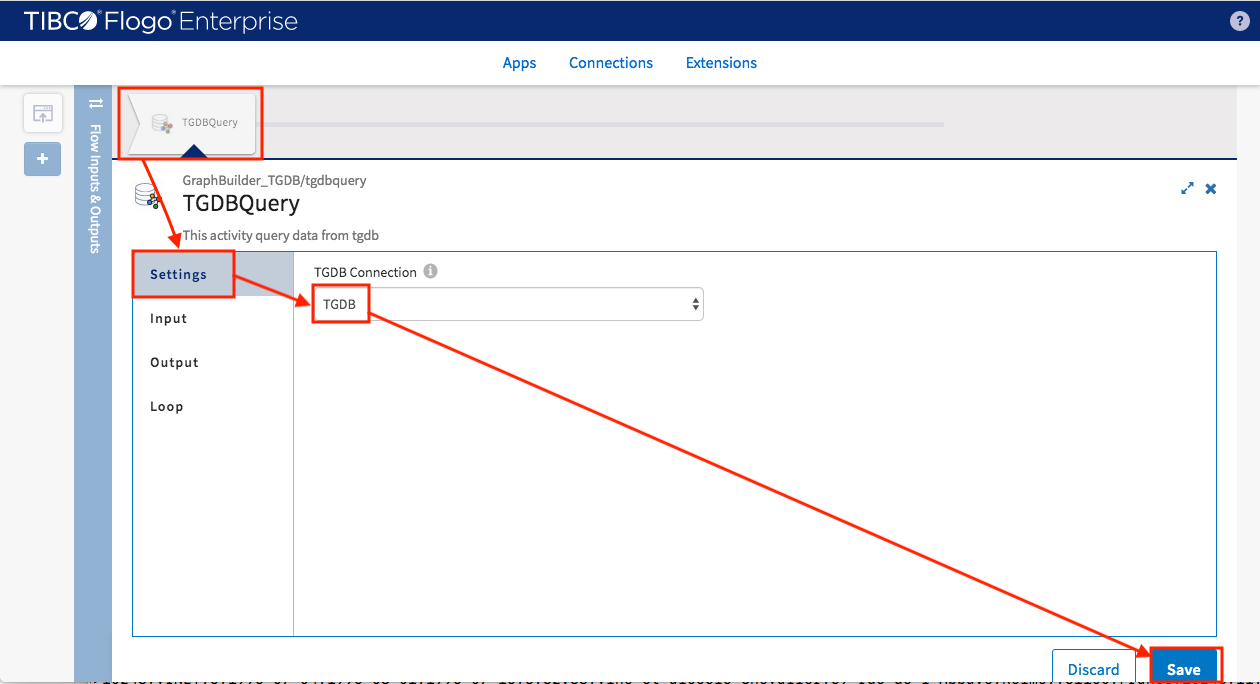 TIBCO® Flogo® Enterprise
?
Apps Connections Extensions
TGDBQuery
Flow Inputs & Outputs
GraphBuilder_TGDB/tgdbquery
TGDBQuery
This activity query data from tgdb
Settings
Input
Output
Loop
TGDB Connection
TGDB
Discard
Save